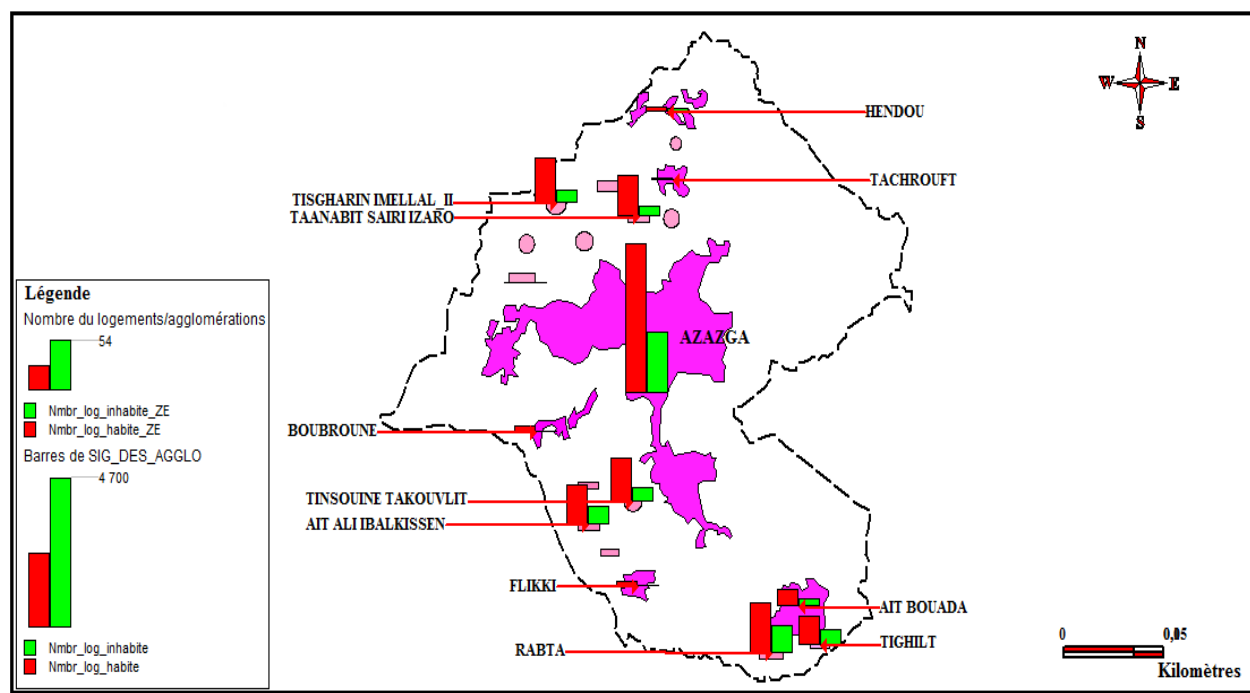 N
W E
S
HENDOU
TACHROUFT
TISGHARIN IMELLAL_II
TAANABIT SAIRI IZARO
AZAZGA
BOUBROUNE
TINSOUINE TAKOUVLIT
AIT ALI IBALKISSEN
FLIKKI
AIT BOUADA
RABTA
TIGHILT
Légende
Nombre du logements/agglomérations
54
Nmbr_log_inhabite_ZE
Nmbr_log_habite_ZE
Barres de SIG_DES_AGGLO
4 700
Nmbr_log_inhabite
Nmbr_log_habite
0 0,05
Kilomètres